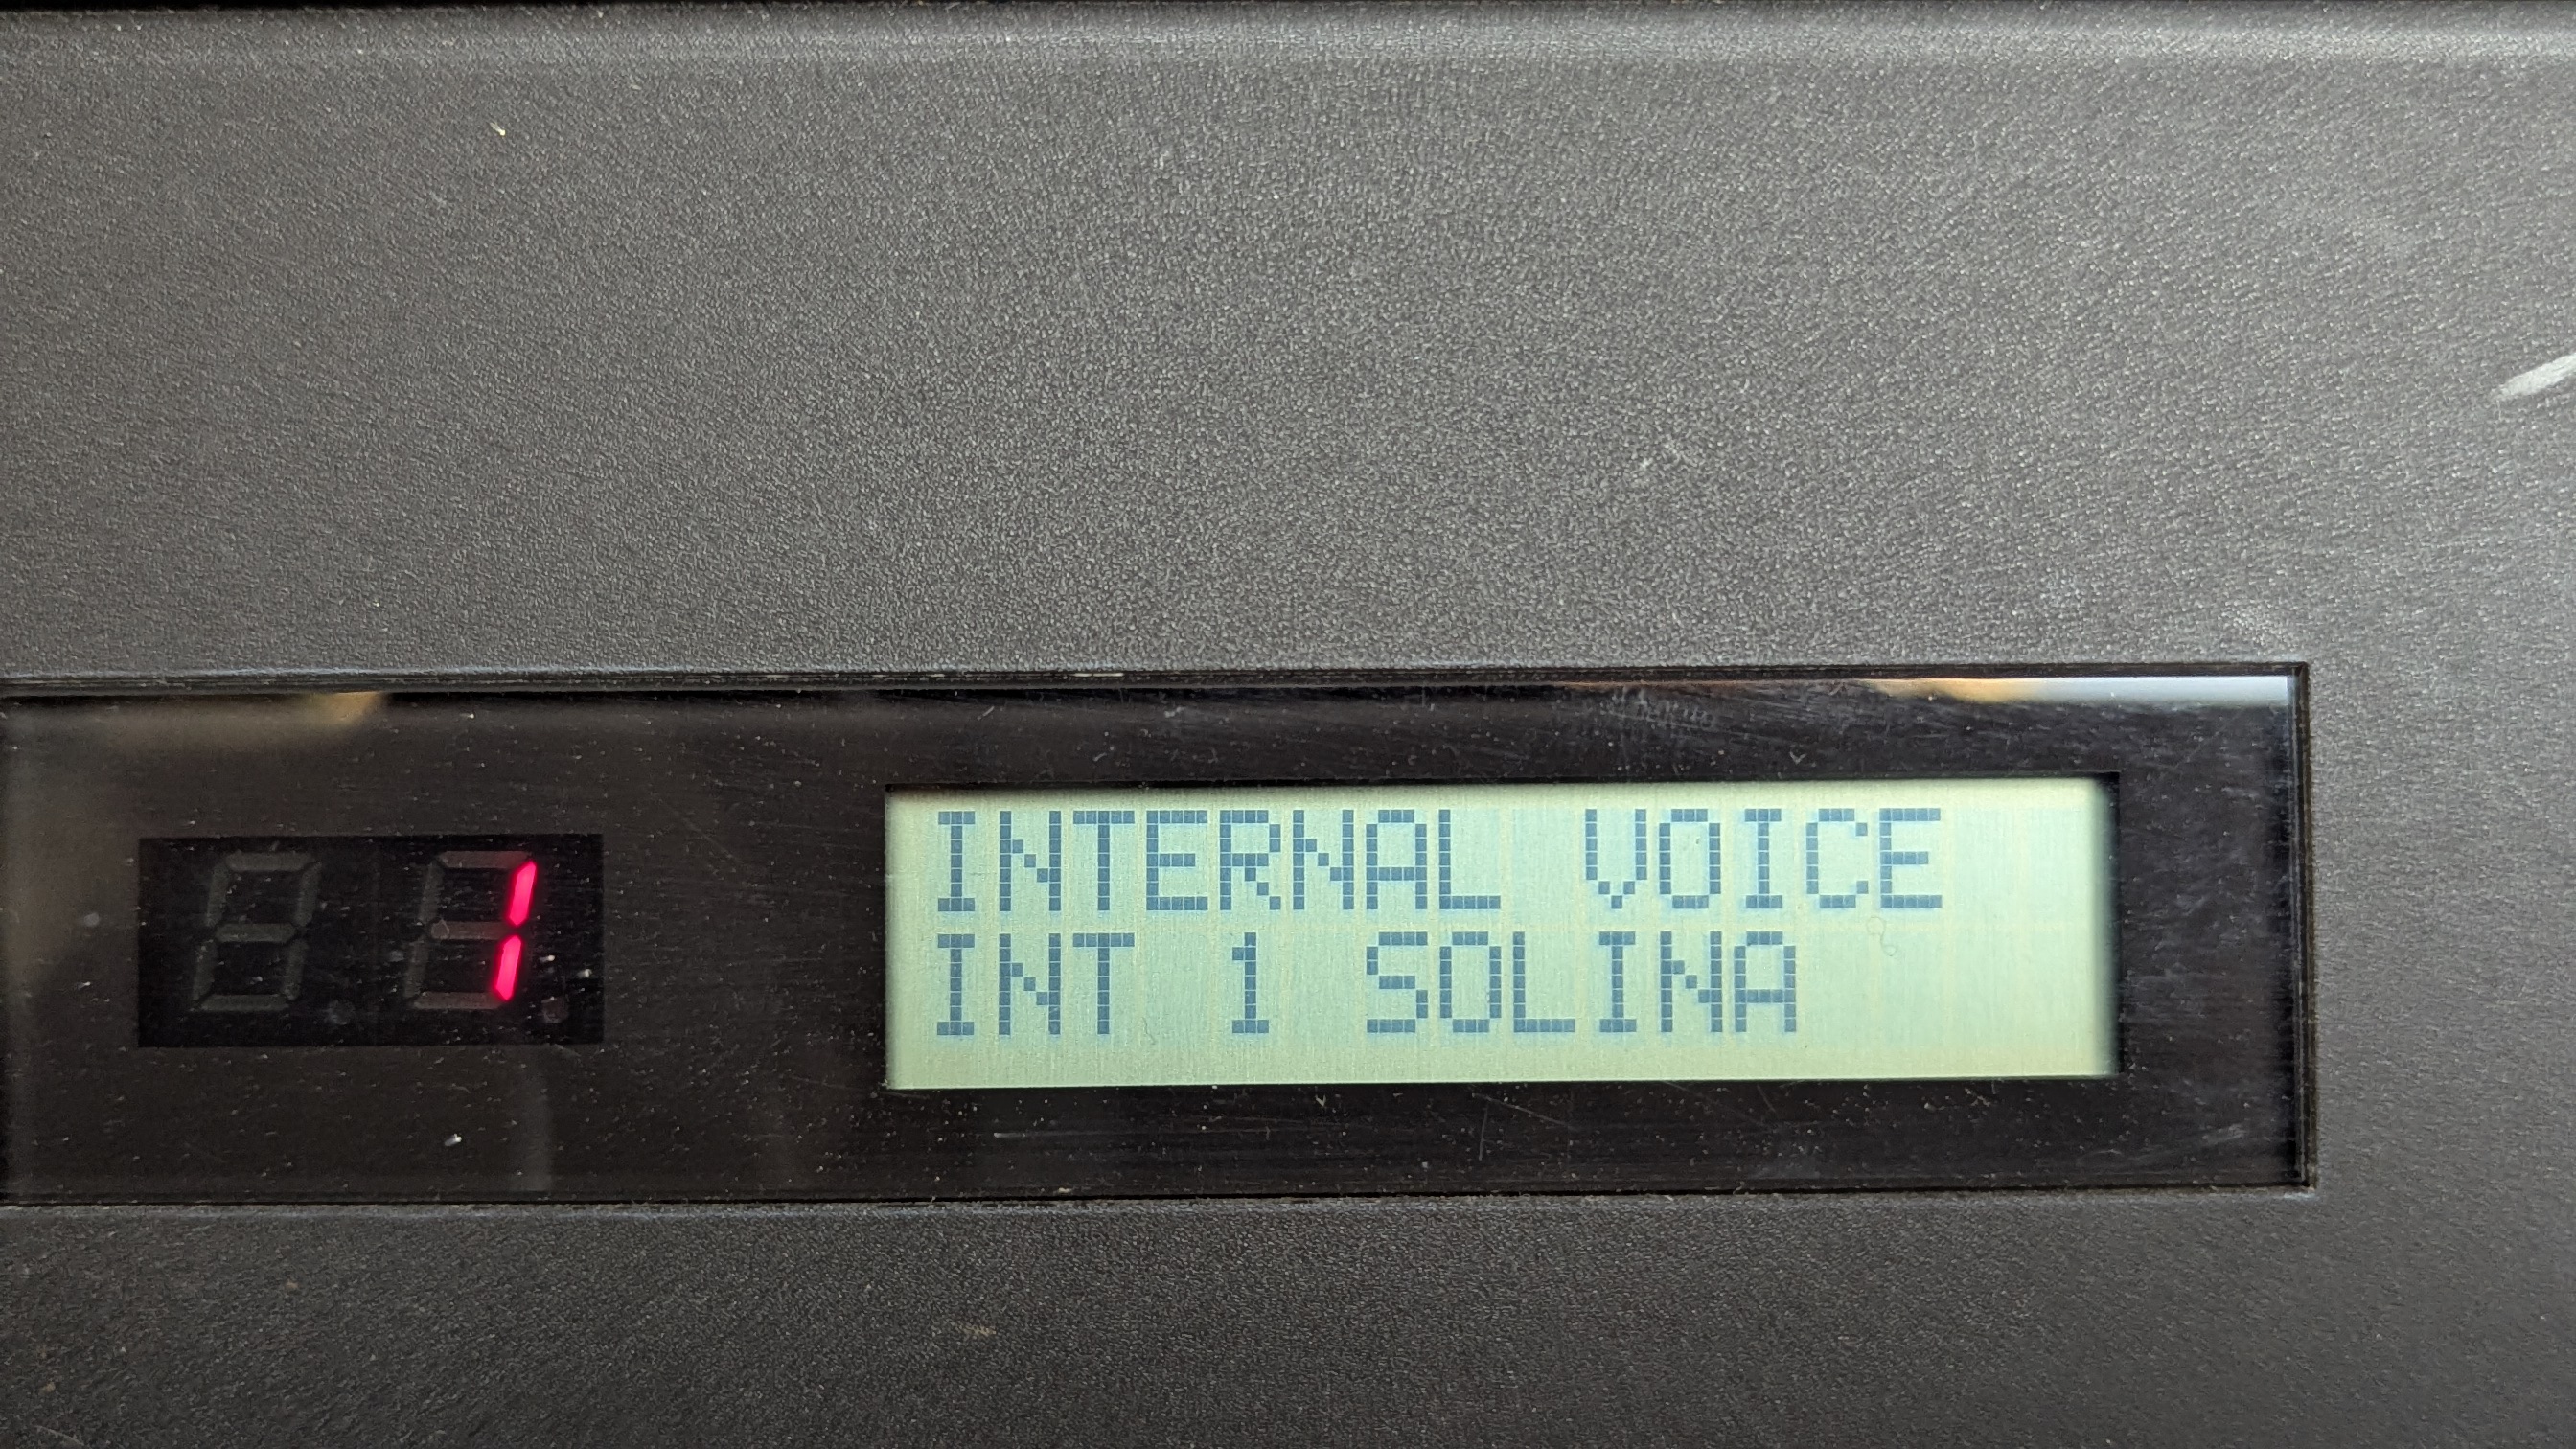 1
INTERNAL VOICE
INT 1 SOLINA